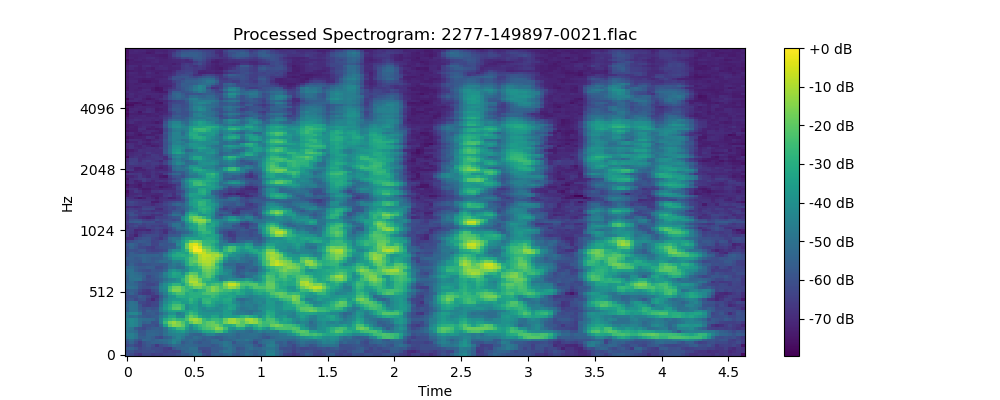 Processed Spectrogram: 2277-149897-0021.flac
Hz
4096
2048
1024
512
0
0 0.5 1 1.5 2 2.5 3 3.5 4 4.5
Time
+0 dB
-10 dB
-20 dB
-30 dB
-40 dB
-50 dB
-60 dB
-70 dB